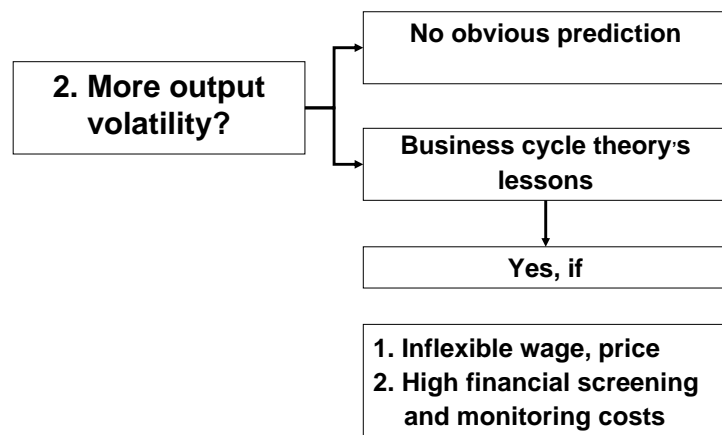 No obvious prediction
2. More output
volatility?
Business cycle theory's
lessons
Yes, if
1. Inflexible wage, price
2. High financial screening
and monitoring costs